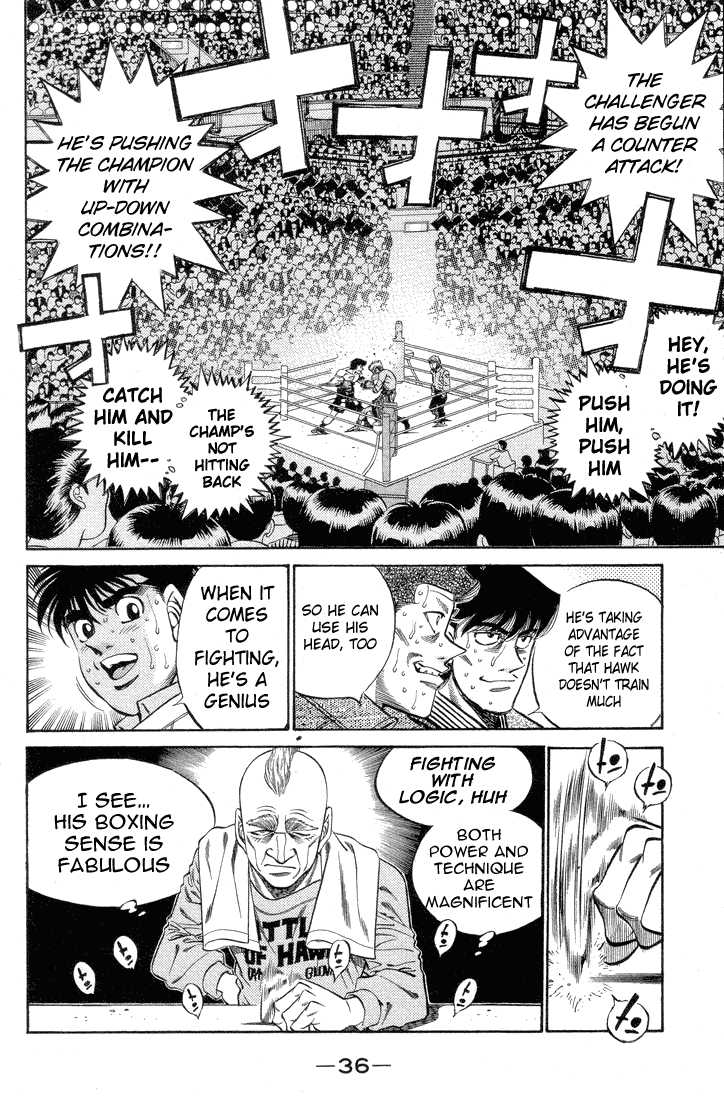 THE
CHALLENGER
HAS BEGUN
A COUNTER
ATTACK!
HE'S PUSHING
THE CHAMPION
WITH
UP-DOWN
COMBINA-
TIONS!!
HEY,
HE'S
DOING
IT!
PUSH
HIM,
PUSH
HIM
THE
CHAMP'S
NOT
HITTING
BACK
CATCH
HIM AND
KILL
HIM--
HE'S TAKING
ADVANTAGE
OF THE FACT
THAT HAWK
DOESN'T TRAIN
MUCH
SO HE CAN
USE HIS
HEAD, TOO
WHEN IT
COMES
TO
FIGHTING,
HE'S A
GENIUS
FIGHTING
WITH
LOGIC, HUH
BOTH
POWER AND
TECHNIQUE
ARE
MAGNIFICENT
I SEE...
HIS BOXING
SENSE IS
FABULOUS
TTL
OF HAW
—36—